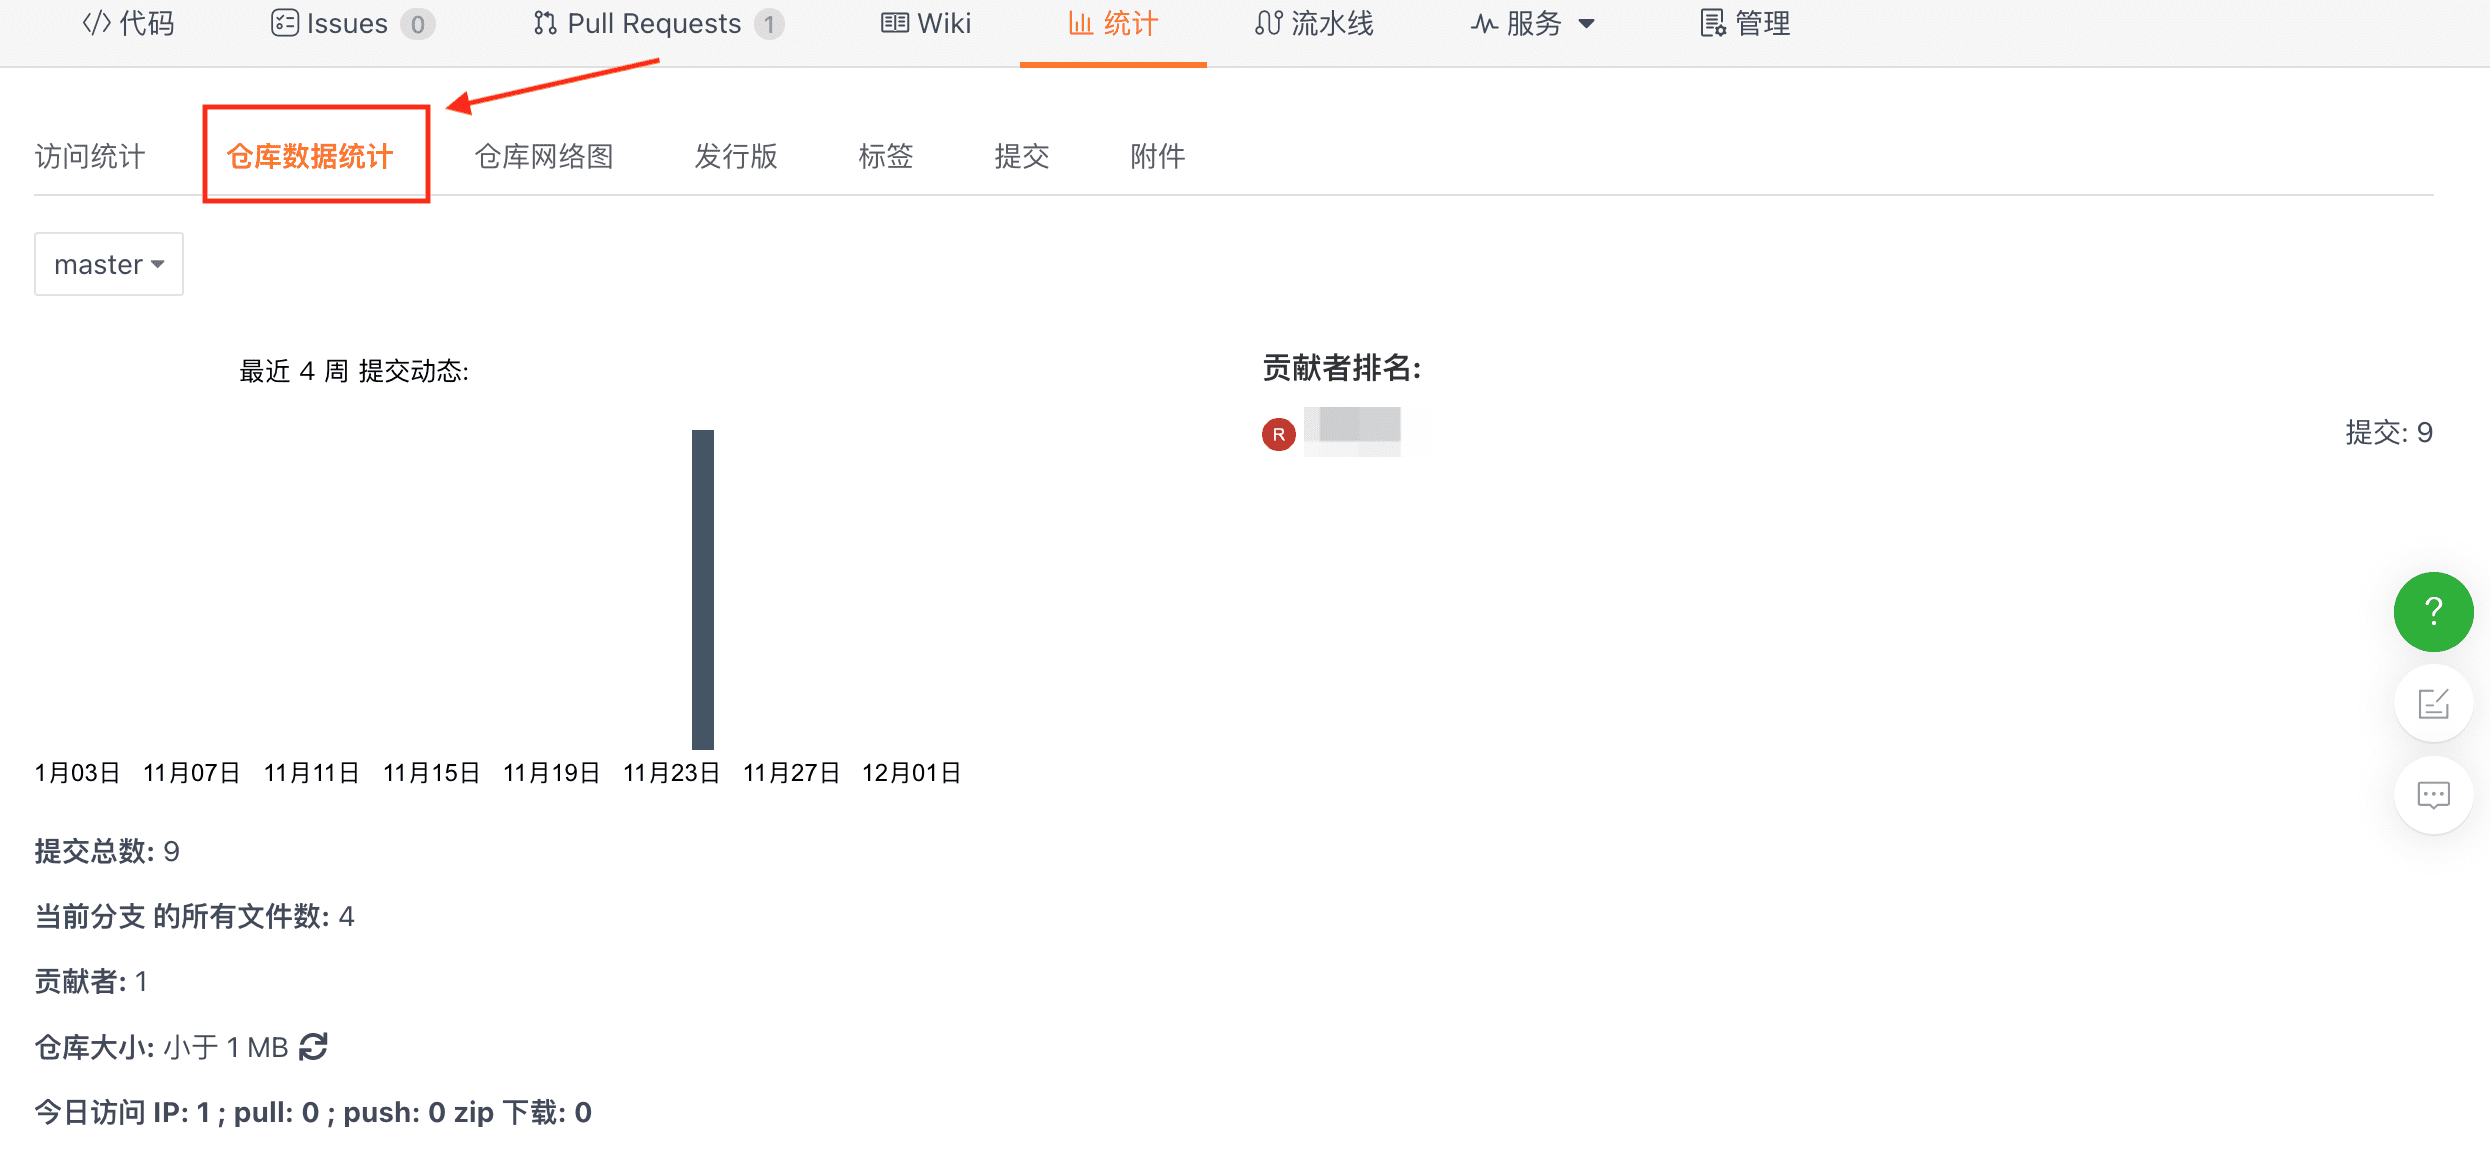 代码 Issues 0 Pull Requests 1 Wiki 统计 流水线 服务 管理
访问统计 仓库数据统计 仓库网络图 发行版 标签 提交 附件
master
最近 4 周 提交动态:
贡献者排名:
R 提交: 9
1月03日 11月07日 11月11日 11月15日 11月19日 11月23日 11月27日 12月01日
提交总数: 9
当前分支 的所有文件数: 4
贡献者: 1
仓库大小: 小于 1 MB
今日访问 IP: 1 ; pull: 0 ; push: 0 zip 下载: 0
?